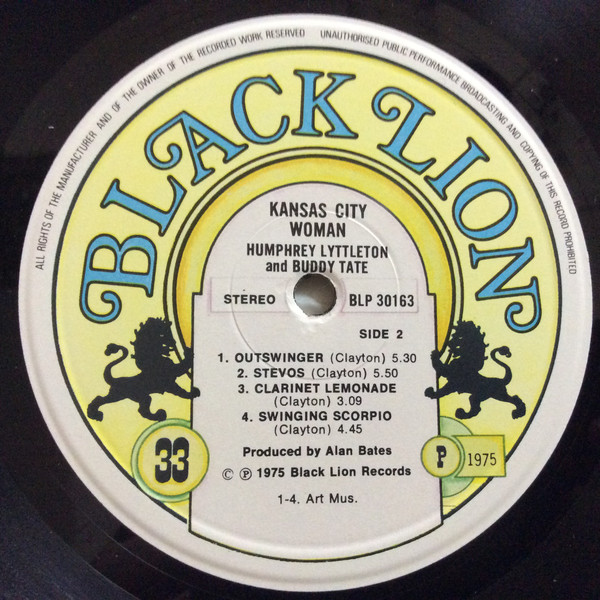 ALL RIGHTS OF THE MANUFACTURER AND OF THE OWNER OF THE RECORDED WORK RESERVED
UNAUTHORISED PUBLIC PERFORMANCE BROADCASTING AND COPYING OF THIS RECORD PROHIBITED
BLACK LION
KANSAS CITY
WOMAN
HUMPHREY LYTTLETON
and BUDDY TATE
STEREO BLP 30163
SIDE 2
1. OUTSWINGER (Clayton) 5.30
2. STEVOS (Clayton) 5.50
3. CLARINET LEMONADE
(Clayton) 3.09
4. SWINGING SCORPIO
(Clayton) 4.45
Produced by Alan Bates
© ℗ 1975 Black Lion Records
1-4. Art Mus.
33
P 1975